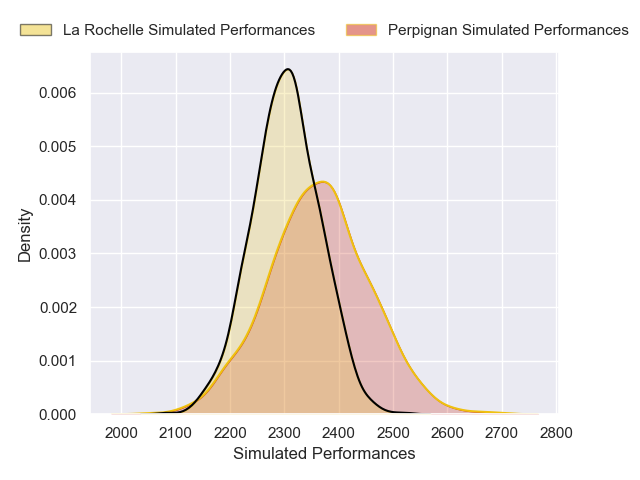 La Rochelle Simulated Performances
Perpignan Simulated Performances
0.006
0.005
0.004
0.003
0.002
0.001
0.000
Density
2000 2100 2200 2300 2400 2500 2600 2700 2800
Simulated Performances